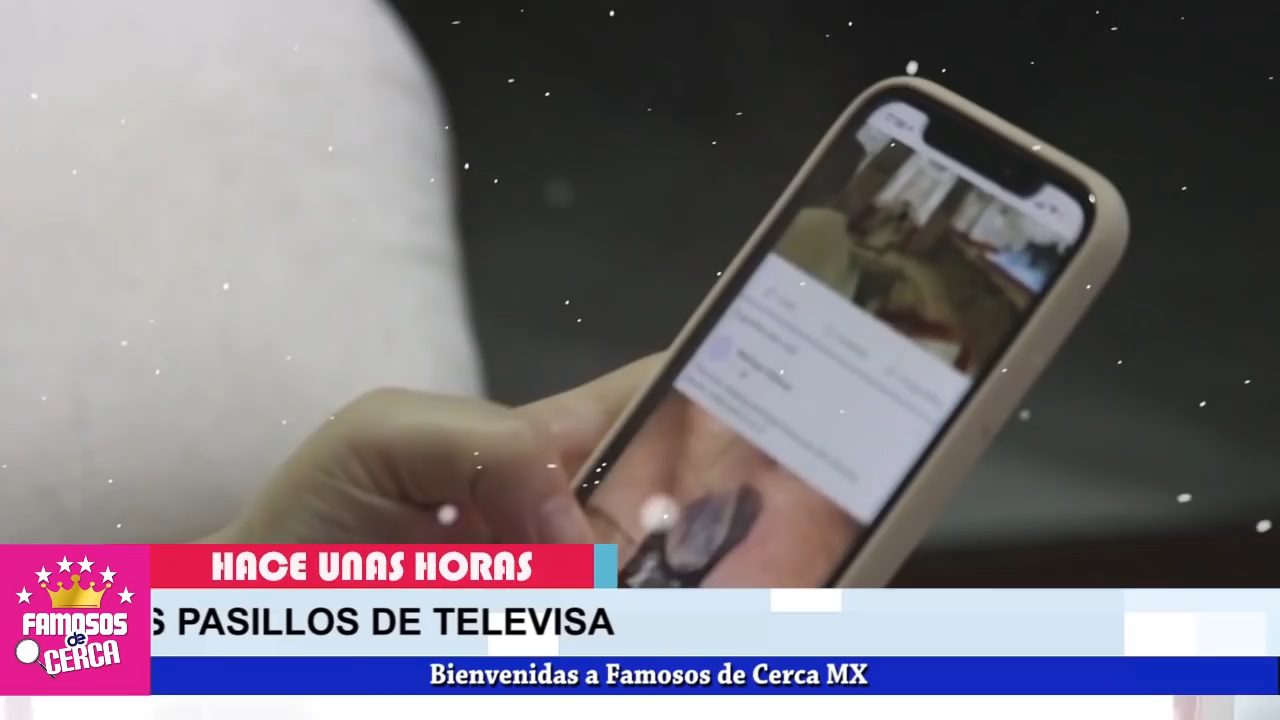 HACE UNAS HORAS
S PASILLOS DE TELEVISA
FAMOSOS
de
CERCA
Bienvenidas a Famosos de Cerca MX